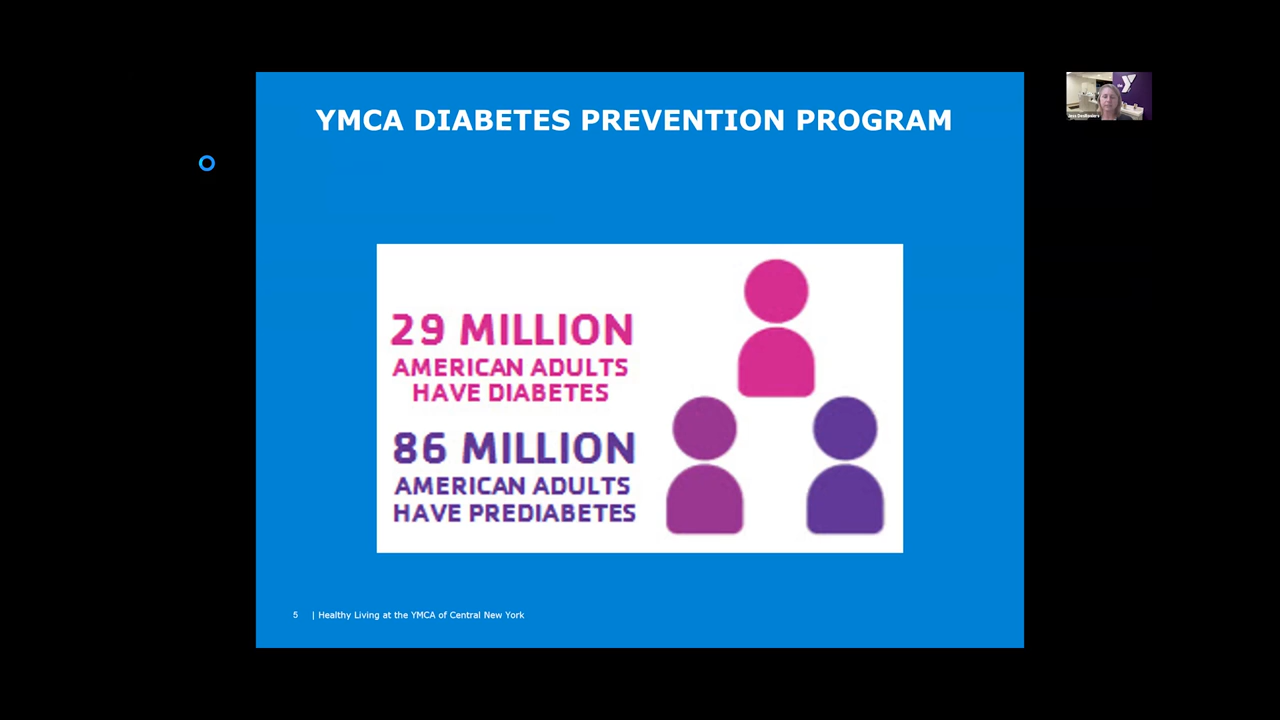 YMCA DIABETES PREVENTION PROGRAM
29 MILLION
AMERICAN ADULTS
HAVE DIABETES
86 MILLION
AMERICAN ADULTS
HAVE PREDIABETES
5 | Healthy Living at the YMCA of Central New York